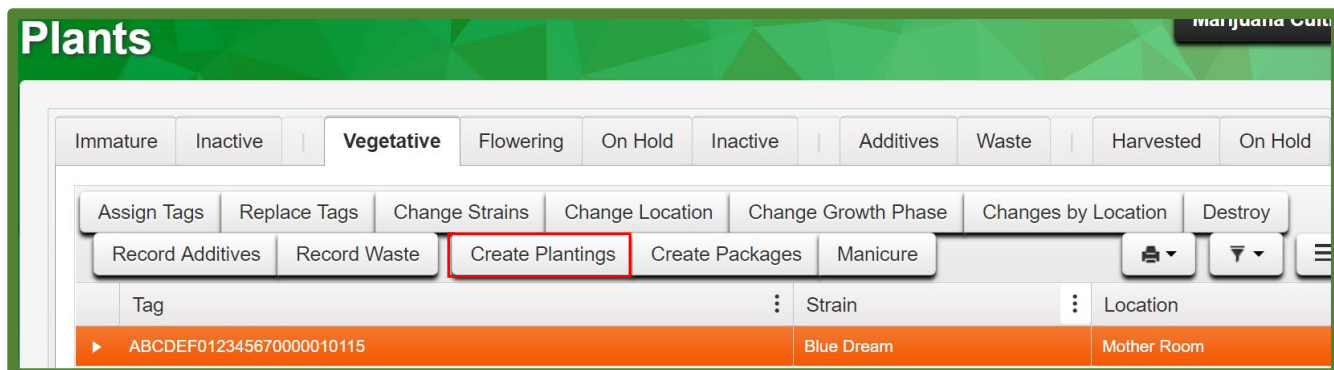 Plants
Immature Inactive | Vegetative Flowering On Hold Inactive | Additives Waste | Harvested On Hold
Assign Tags Replace Tags Change Strains Change Location Change Growth Phase Changes by Location Destroy
Record Additives Record Waste Create Plantings Create Packages Manicure
Tag Strain Location
ABCDEF012345670000010115 Blue Dream Mother Room